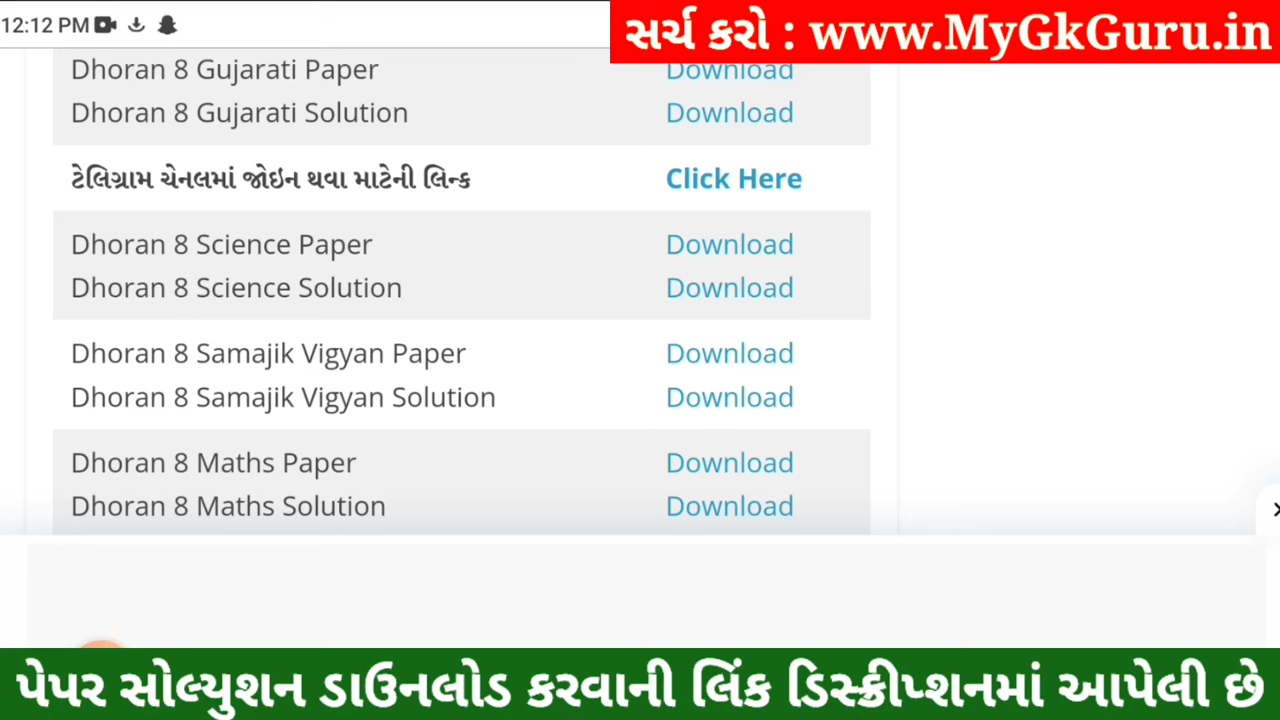 12:12 PM
સર્ચ કરો : www.MyGkGuru.in
Dhoran 8 Gujarati Paper Download
Dhoran 8 Gujarati Solution Download
ટેલિગ્રામ ચેનલમાં જોઇન થવા માટેની લિન્ક Click Here
Dhoran 8 Science Paper Download
Dhoran 8 Science Solution Download
Dhoran 8 Samajik Vigyan Paper Download
Dhoran 8 Samajik Vigyan Solution Download
Dhoran 8 Maths Paper Download
Dhoran 8 Maths Solution Download
પેપર સોલ્યુશન ડાઉનલોડ કરવાની લિંક ડિસ્ક્રીપ્શનમાં આપેલી છે